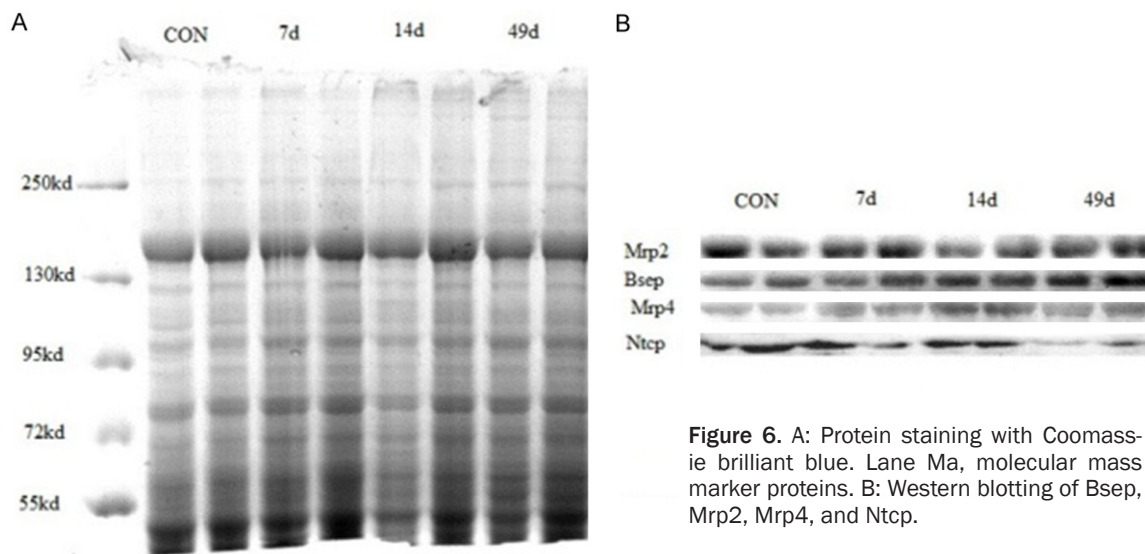 A
CON 7d 14d 49d
250kd
130kd
95kd
72kd
55kd
B
CON 7d 14d 49d
Mrp2
Bsep
Mrp4
Ntcp
Figure 6. A: Protein staining with Coomass-
ie brilliant blue. Lane Ma, molecular mass
marker proteins. B: Western blotting of Bsep,
Mrp2, Mrp4, and Ntcp.